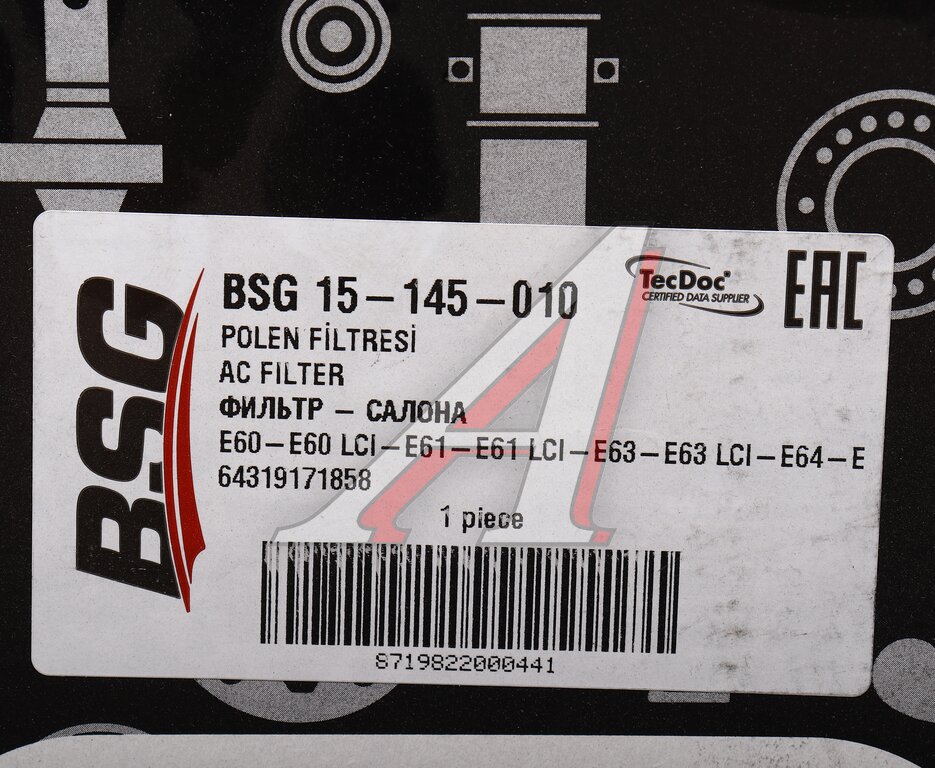 BSG
BSG 15-145-010
TecDoc
CERTIFIED DATA SUPPLIER
EAC
POLEN FİLTRESİ
AC FILTER
ФИЛЬТР - САЛОНА
E60-E60 LCI-E61-E61 LCI-E63-E63 LCI-E64-E
64319171858
1 piece
8719822000441